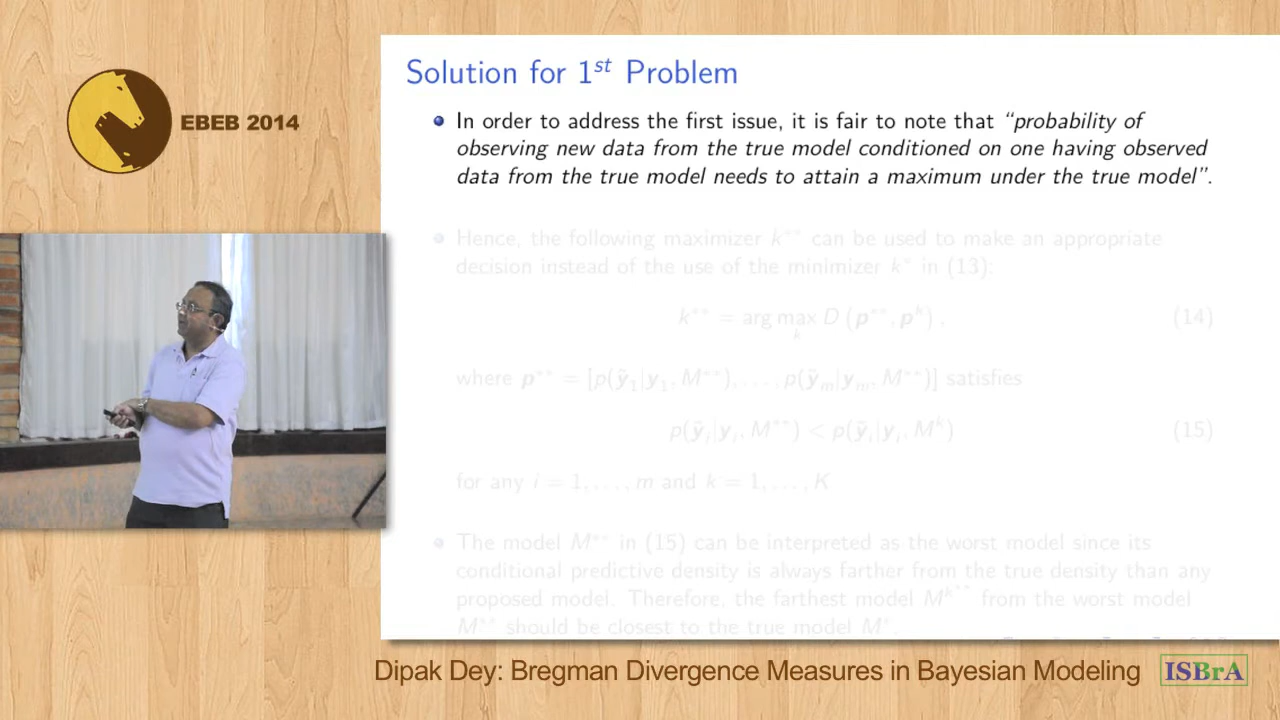 EBEB 2014
Solution for 1st Problem
In order to address the first issue, it is fair to note that “probability of
observing new data from the true model conditioned on one having observed
data from the true model needs to attain a maximum under the true model”.
Hence, the following maximizer k** can be used to make an appropriate
decision instead of the use of the minimizer k* in (13):
k** = arg max D (p**, pᵏ) , (14)
k
where p** = [p(ỹ₁|y₁, M**), . . . , p(ỹₘ|yₘ, M**)] satisfies
p(ỹᵢ|yᵢ, M**) < p(ỹᵢ|yᵢ, Mᵏ) (15)
for any i = 1, . . . , m and k = 1, . . . , K
The model M** in (15) can be interpreted as the worst model since its
conditional predictive density is always farther from the true density than any
proposed model. Therefore, the farthest model Mᵏ** from the worst model
M** should be closest to the true model M*.
Dipak Dey: Bregman Divergence Measures in Bayesian Modeling
ISBrA